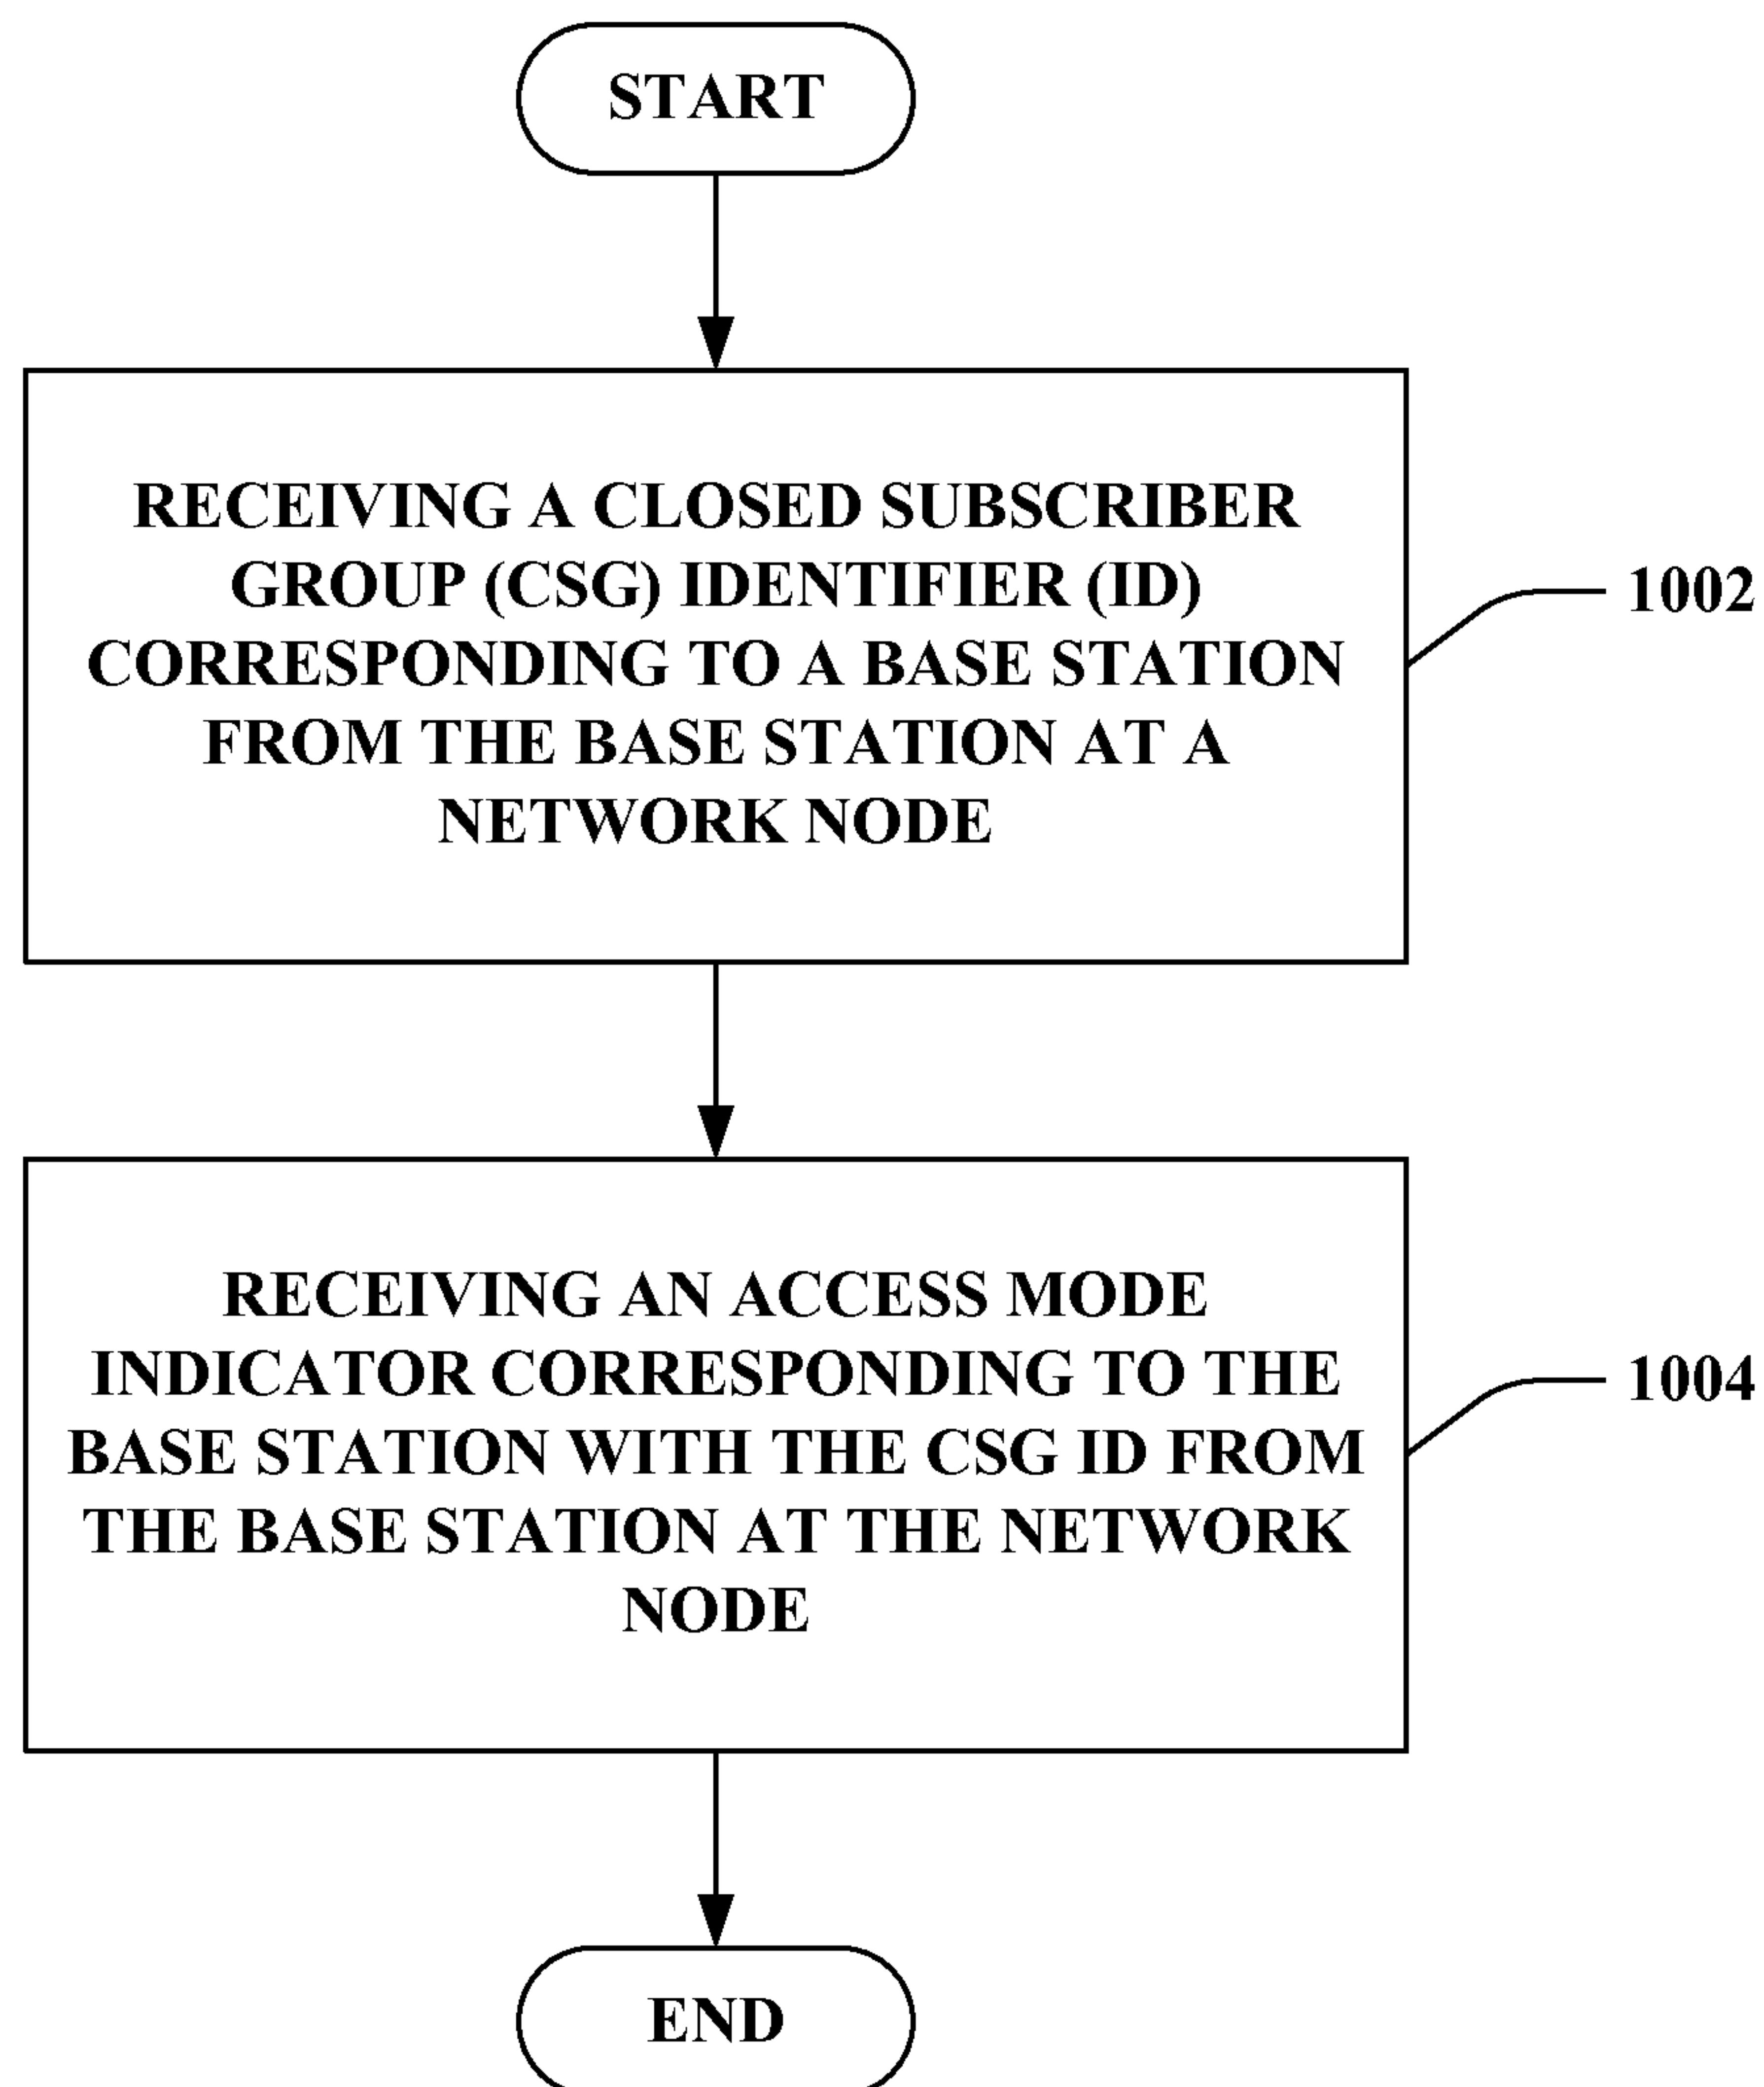 START
RECEIVING A CLOSED SUBSCRIBER
GROUP (CSG) IDENTIFIER (ID)
CORRESPONDING TO A BASE STATION
FROM THE BASE STATION AT A
NETWORK NODE
1002
RECEIVING AN ACCESS MODE
INDICATOR CORRESPONDING TO THE
BASE STATION WITH THE CSG ID FROM
THE BASE STATION AT THE NETWORK
NODE
1004
END